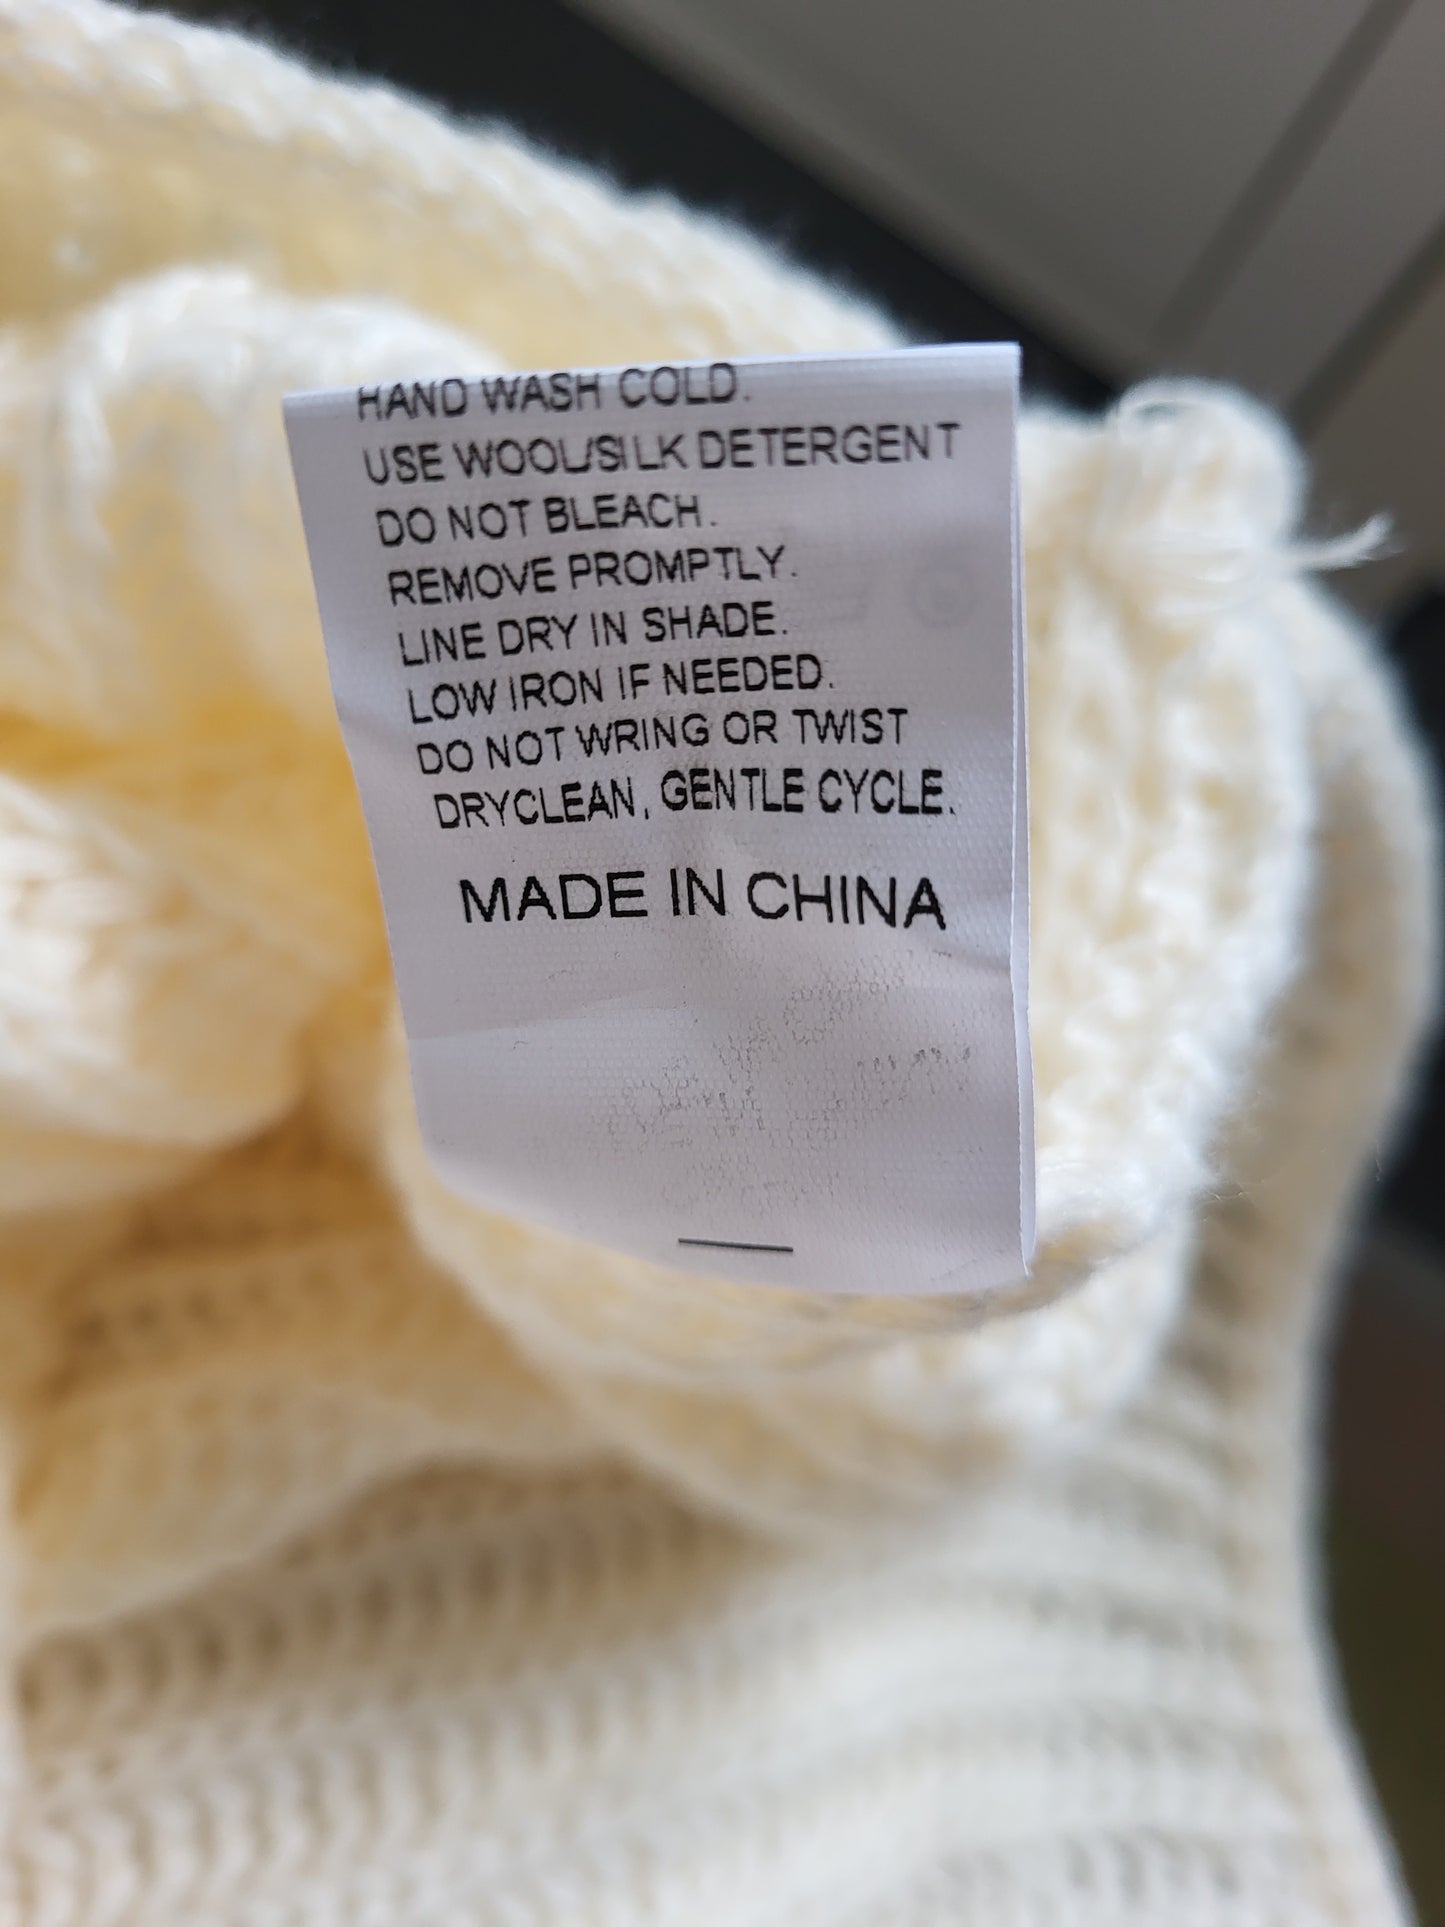 HAND WASH COLD.
USE WOOL/SILK DETERGENT
DO NOT BLEACH.
REMOVE PROMPTLY.
LINE DRY IN SHADE.
LOW IRON IF NEEDED.
DO NOT WRING OR TWIST
DRYCLEAN, GENTLE CYCLE.
MADE IN CHINA